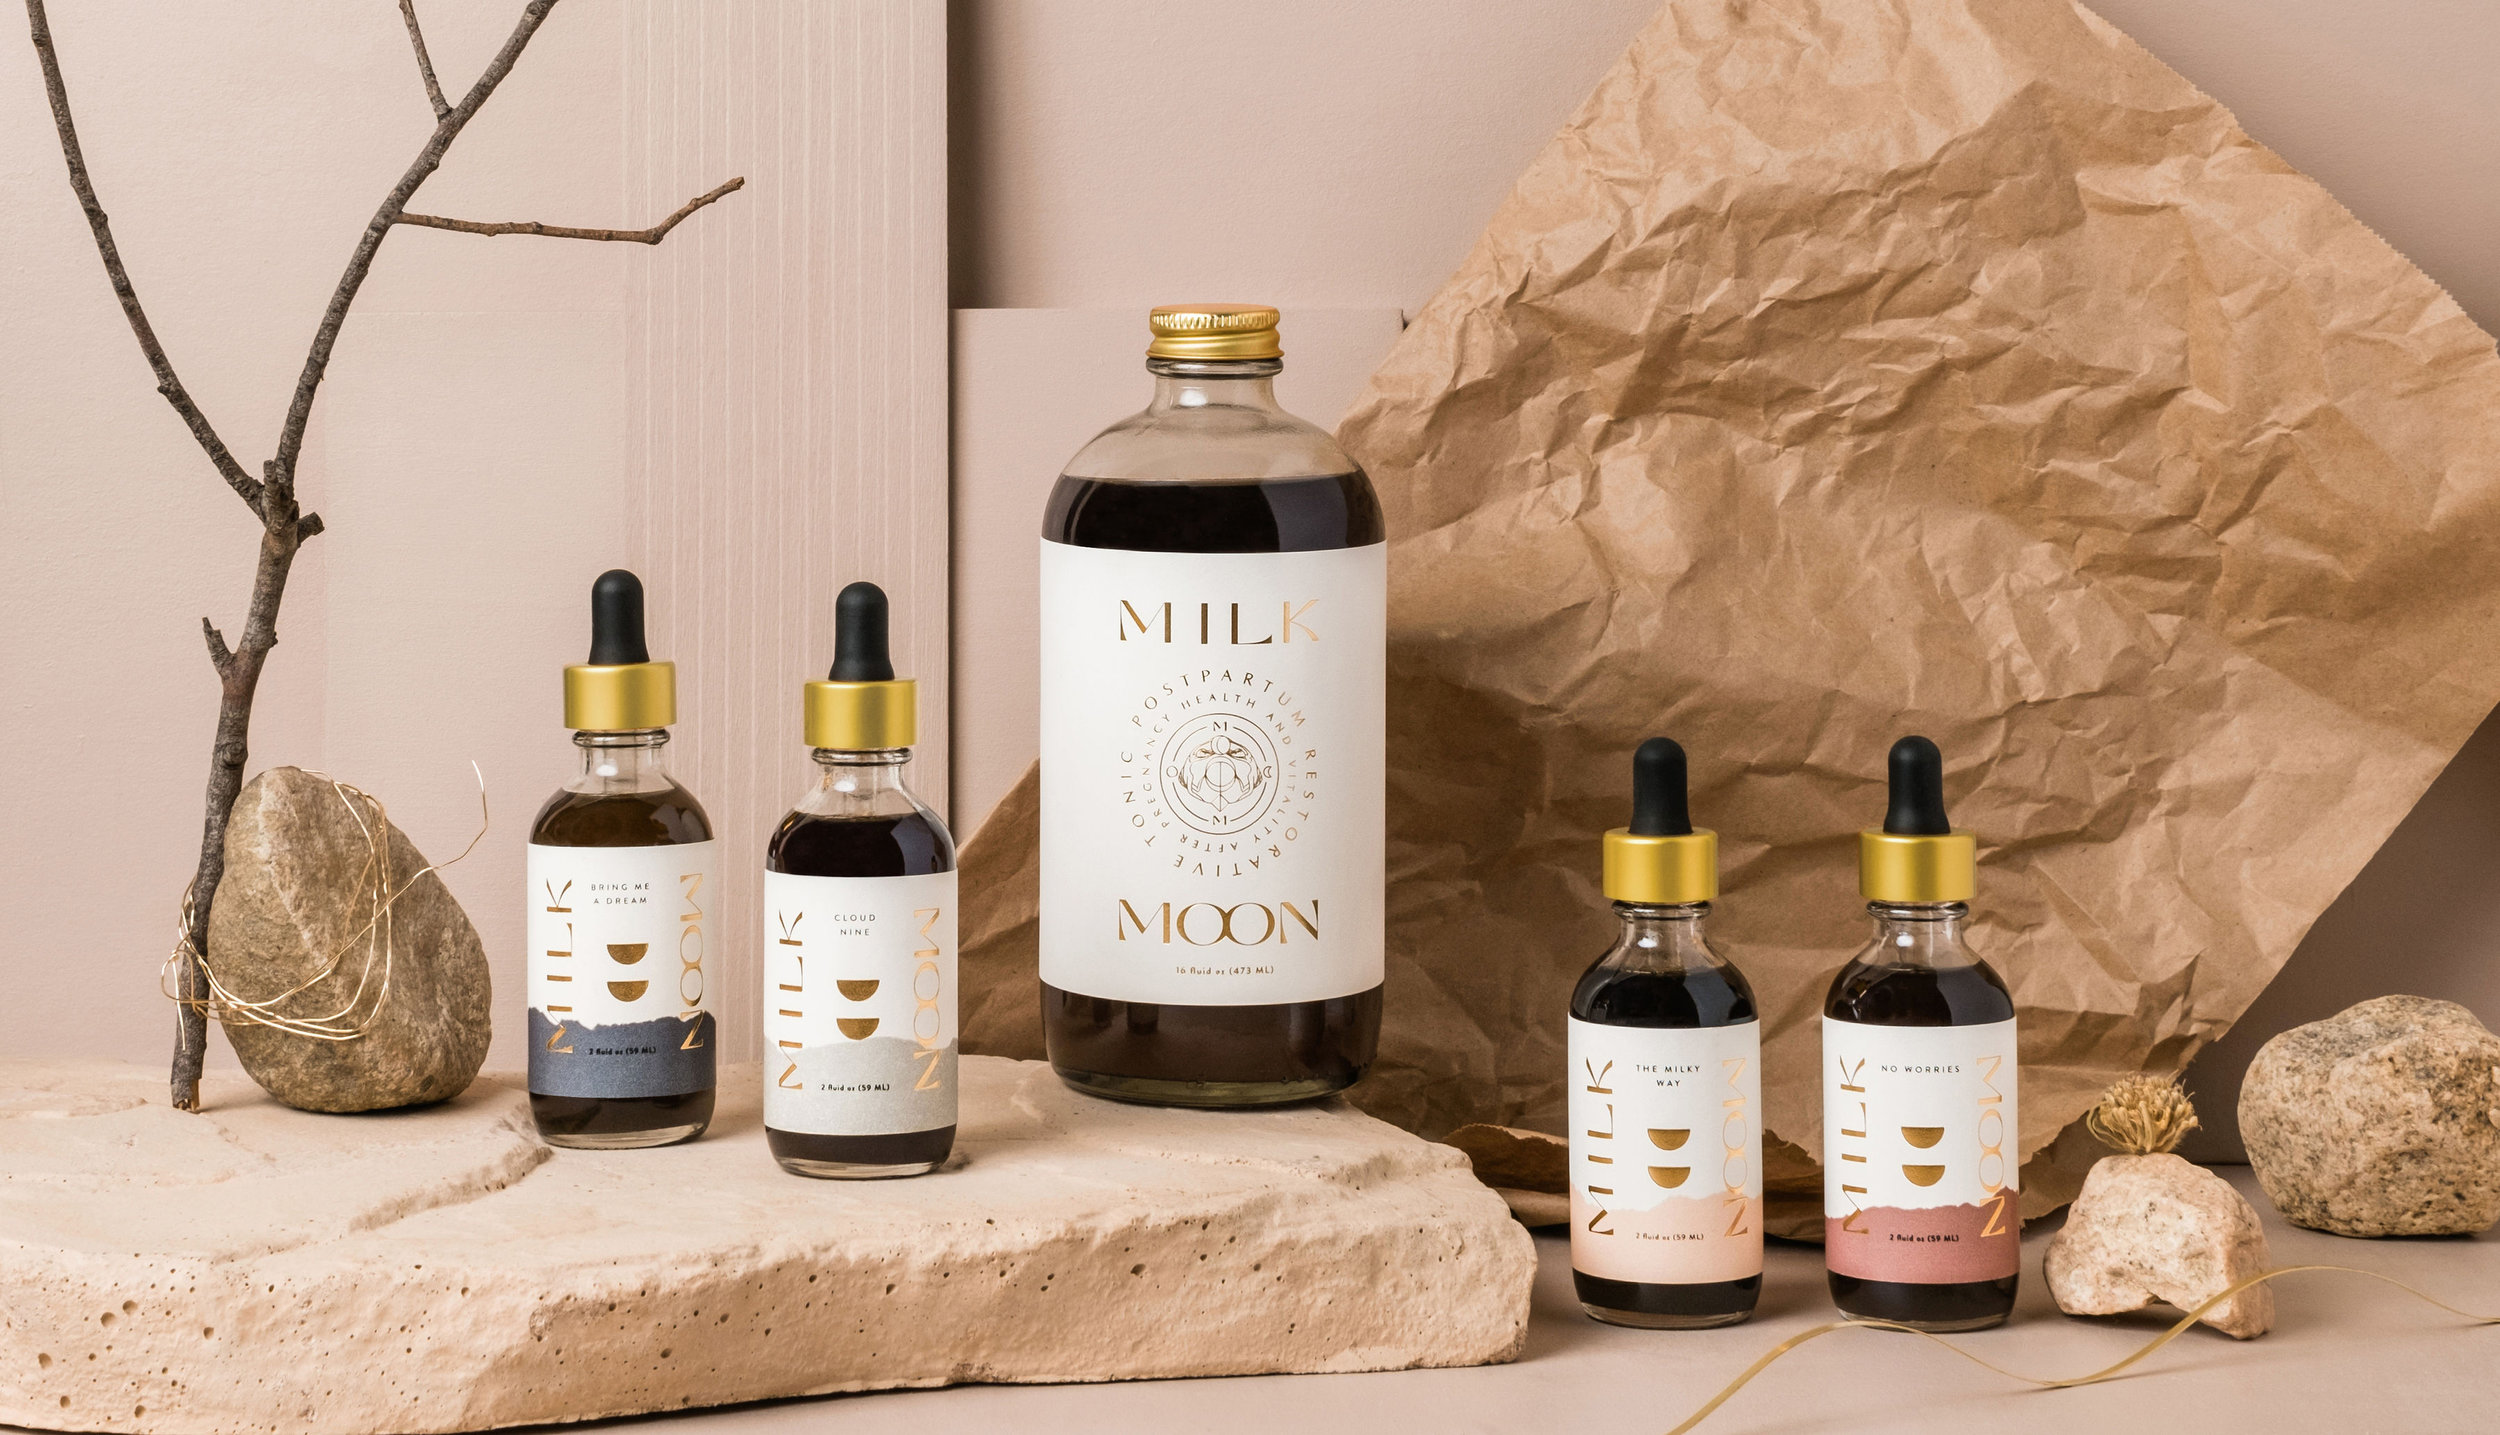 BRING ME
A DREAM
MILK
MOON
2 fluid oz (59 ML)
CLOUD
NINE
MILK
MOON
2 fluid oz (59 ML)
MILK
TONIC POSTPARTUM RESTORATIVE
PREGNANCY HEALTH AND VITALITY AFTER
M
M
MOON
16 fluid oz (473 ML)
THE MILKY
WAY
MILK
MOON
2 fluid oz (59 ML)
NO WORRIES
MILK
MOON
2 fluid oz (59 ML)